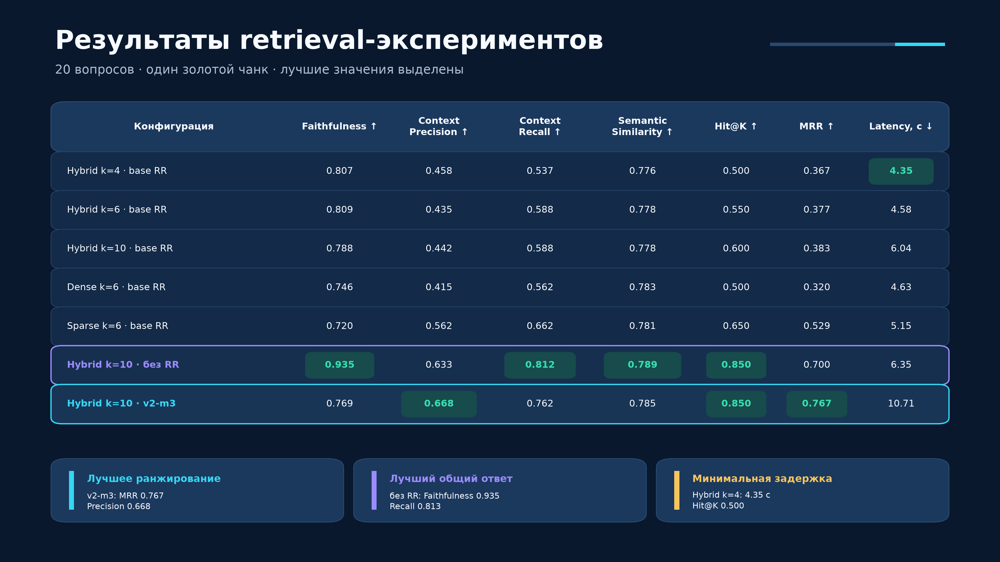 Результаты retrieval-экспериментов
20 вопросов · один золотой чанк · лучшие значения выделены
Конфигурация Faithfulness ↑ Context Precision ↑ Context Recall ↑ Semantic Similarity ↑ Hit@K ↑ MRR ↑ Latency, с ↓
Hybrid k=4 · base RR 0.807 0.458 0.537 0.776 0.500 0.367 4.35
Hybrid k=6 · base RR 0.809 0.435 0.588 0.778 0.550 0.377 4.58
Hybrid k=10 · base RR 0.788 0.442 0.588 0.778 0.600 0.383 6.04
Dense k=6 · base RR 0.746 0.415 0.562 0.783 0.500 0.320 4.63
Sparse k=6 · base RR 0.720 0.562 0.662 0.781 0.650 0.529 5.15
Hybrid k=10 · без RR 0.935 0.633 0.812 0.789 0.850 0.700 6.35
Hybrid k=10 · v2-m3 0.769 0.668 0.762 0.785 0.850 0.767 10.71
Лучшее ранжирование
v2-m3: MRR 0.767
Precision 0.668
Лучший общий ответ
без RR: Faithfulness 0.935
Recall 0.813
Минимальная задержка
Hybrid k=4: 4.35 с
Hit@K 0.500